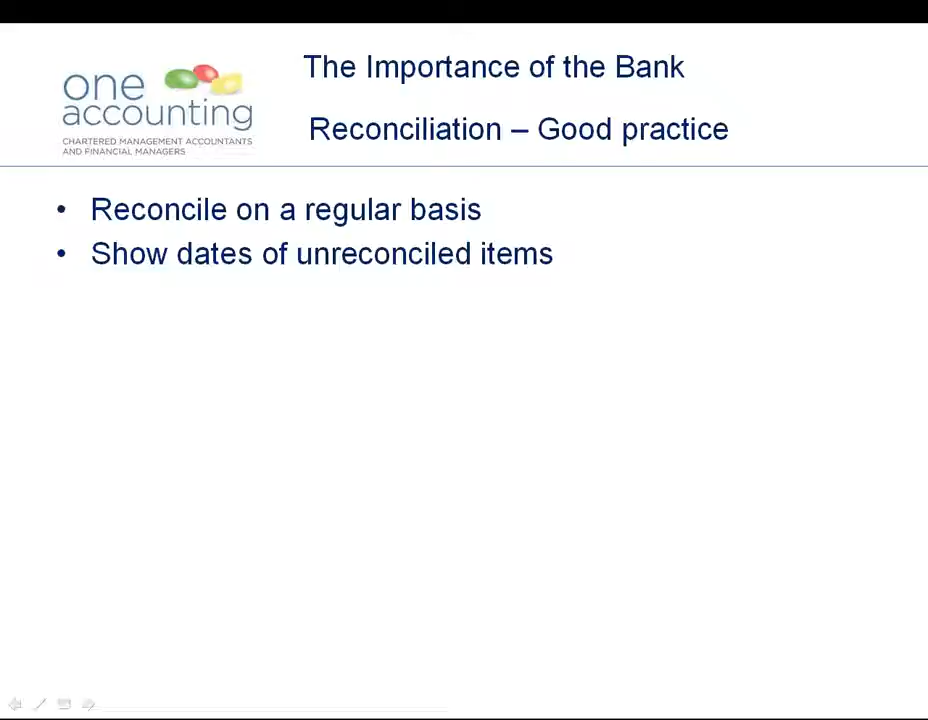 one
accounting
CHARTERED MANAGEMENT ACCOUNTANTS
AND FINANCIAL MANAGERS
The Importance of the Bank
Reconciliation – Good practice
• Reconcile on a regular basis
• Show dates of unreconciled items